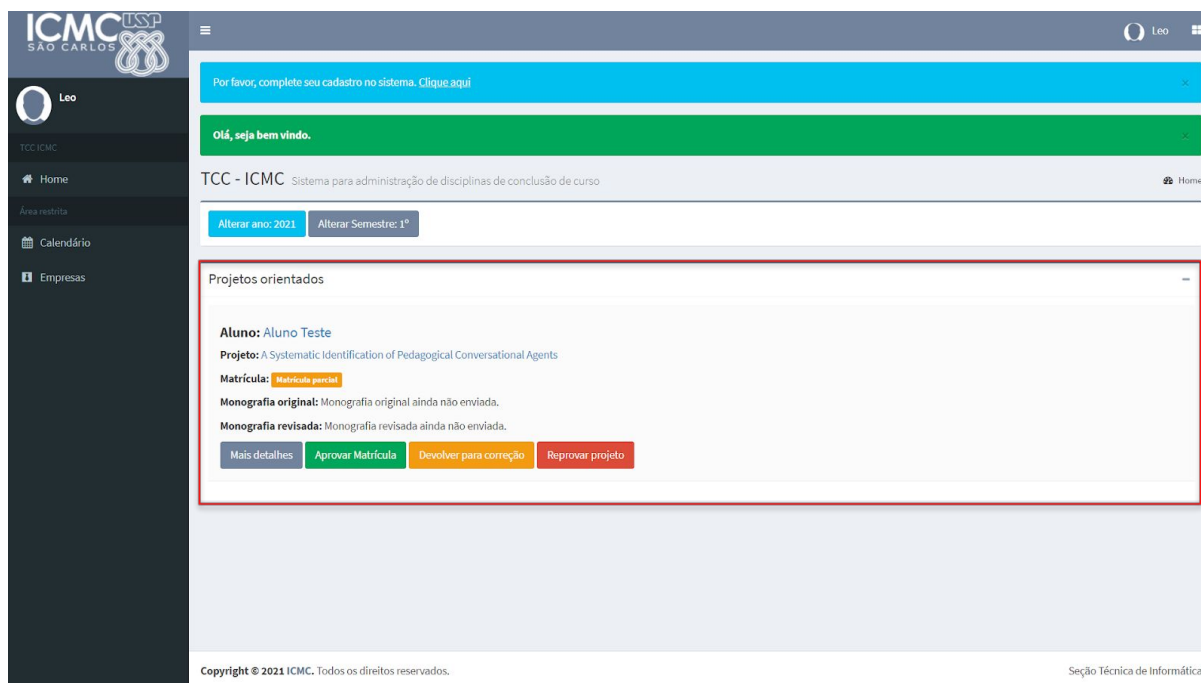 ICMC USP
SÃO CARLOS
Leo
Leo
TCC ICMC
Home
Área restrita
Calendário
Empresas
Por favor, complete seu cadastro no sistema. Clique aqui ×
Olá, seja bem vindo. ×
TCC - ICMC Sistema para administração de disciplinas de conclusão de curso Home
Alterar ano: 2021 Alterar Semestre: 1º
Projetos orientados
Aluno: Aluno Teste
Projeto: A Systematic Identification of Pedagogical Conversational Agents
Matrícula: Matrícula parcial
Monografia original: Monografia original ainda não enviada.
Monografia revisada: Monografia revisada ainda não enviada.
Mais detalhes Aprovar Matrícula Devolver para correção Reprovar projeto
Copyright © 2021 ICMC. Todos os direitos reservados. Seção Técnica de Informática